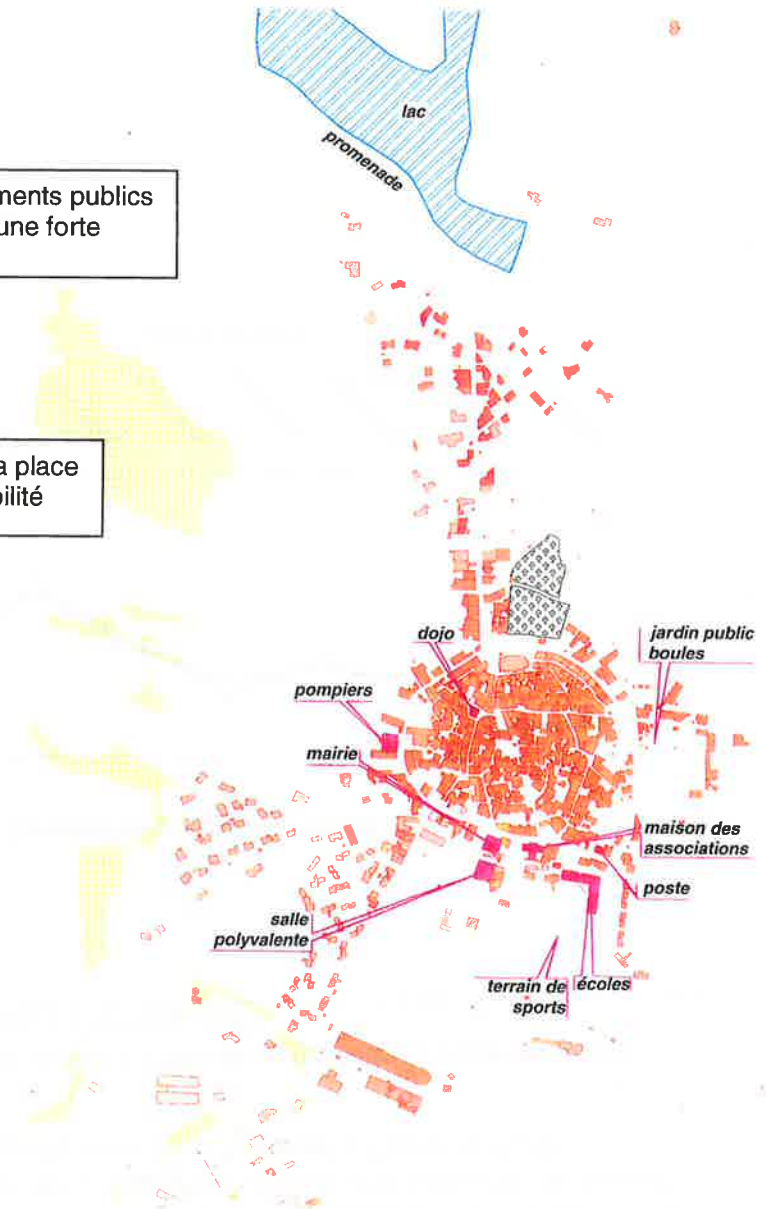 lac
promenade
ments publics
une forte
a place
bilité
dojo
jardin public
boules
pompiers
mairie
maison des
associations
poste
salle
polyvalente
terrain de
sports
écoles